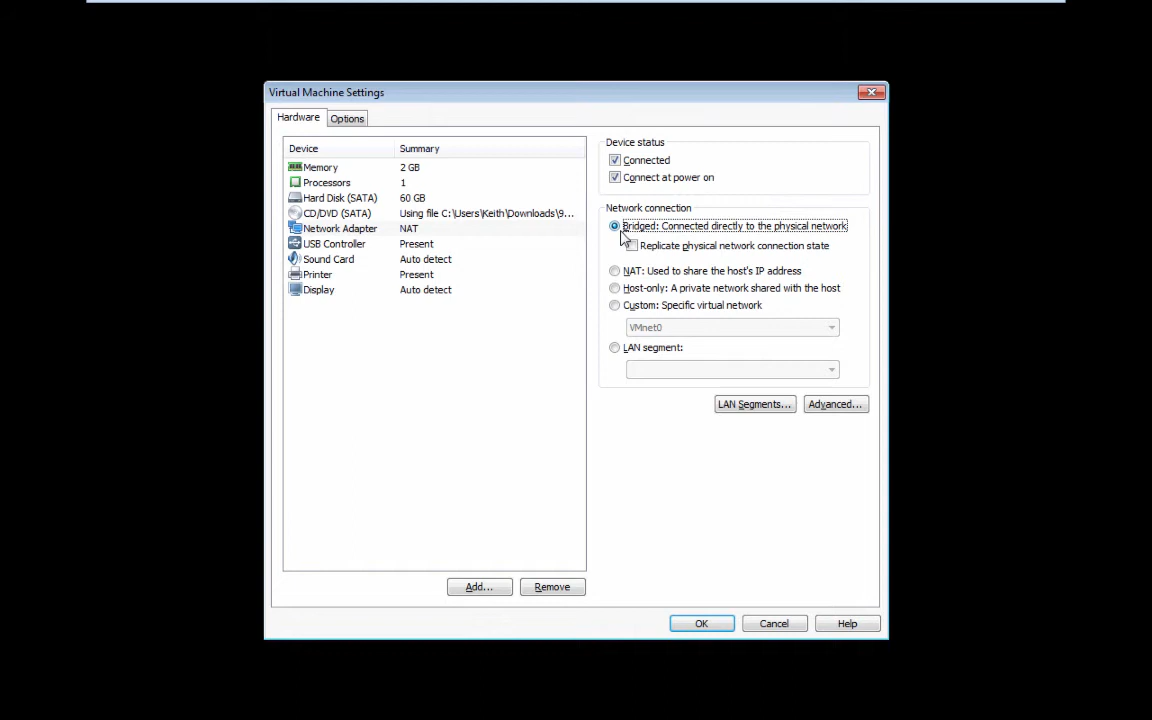 Virtual Machine Settings
Hardware
Options
Device Summary
Memory 2 GB
Processors 1
Hard Disk (SATA) 60 GB
CD/DVD (SATA) Using file C:\Users\Keith\Downloads\9...
Network Adapter NAT
USB Controller Present
Sound Card Auto detect
Printer Present
Display Auto detect
Add...
Remove
Device status
Connected
Connect at power on
Network connection
Bridged: Connected directly to the physical network
Replicate physical network connection state
NAT: Used to share the host's IP address
Host-only: A private network shared with the host
Custom: Specific virtual network
VMnet0
LAN segment:
LAN Segments...
Advanced...
OK
Cancel
Help